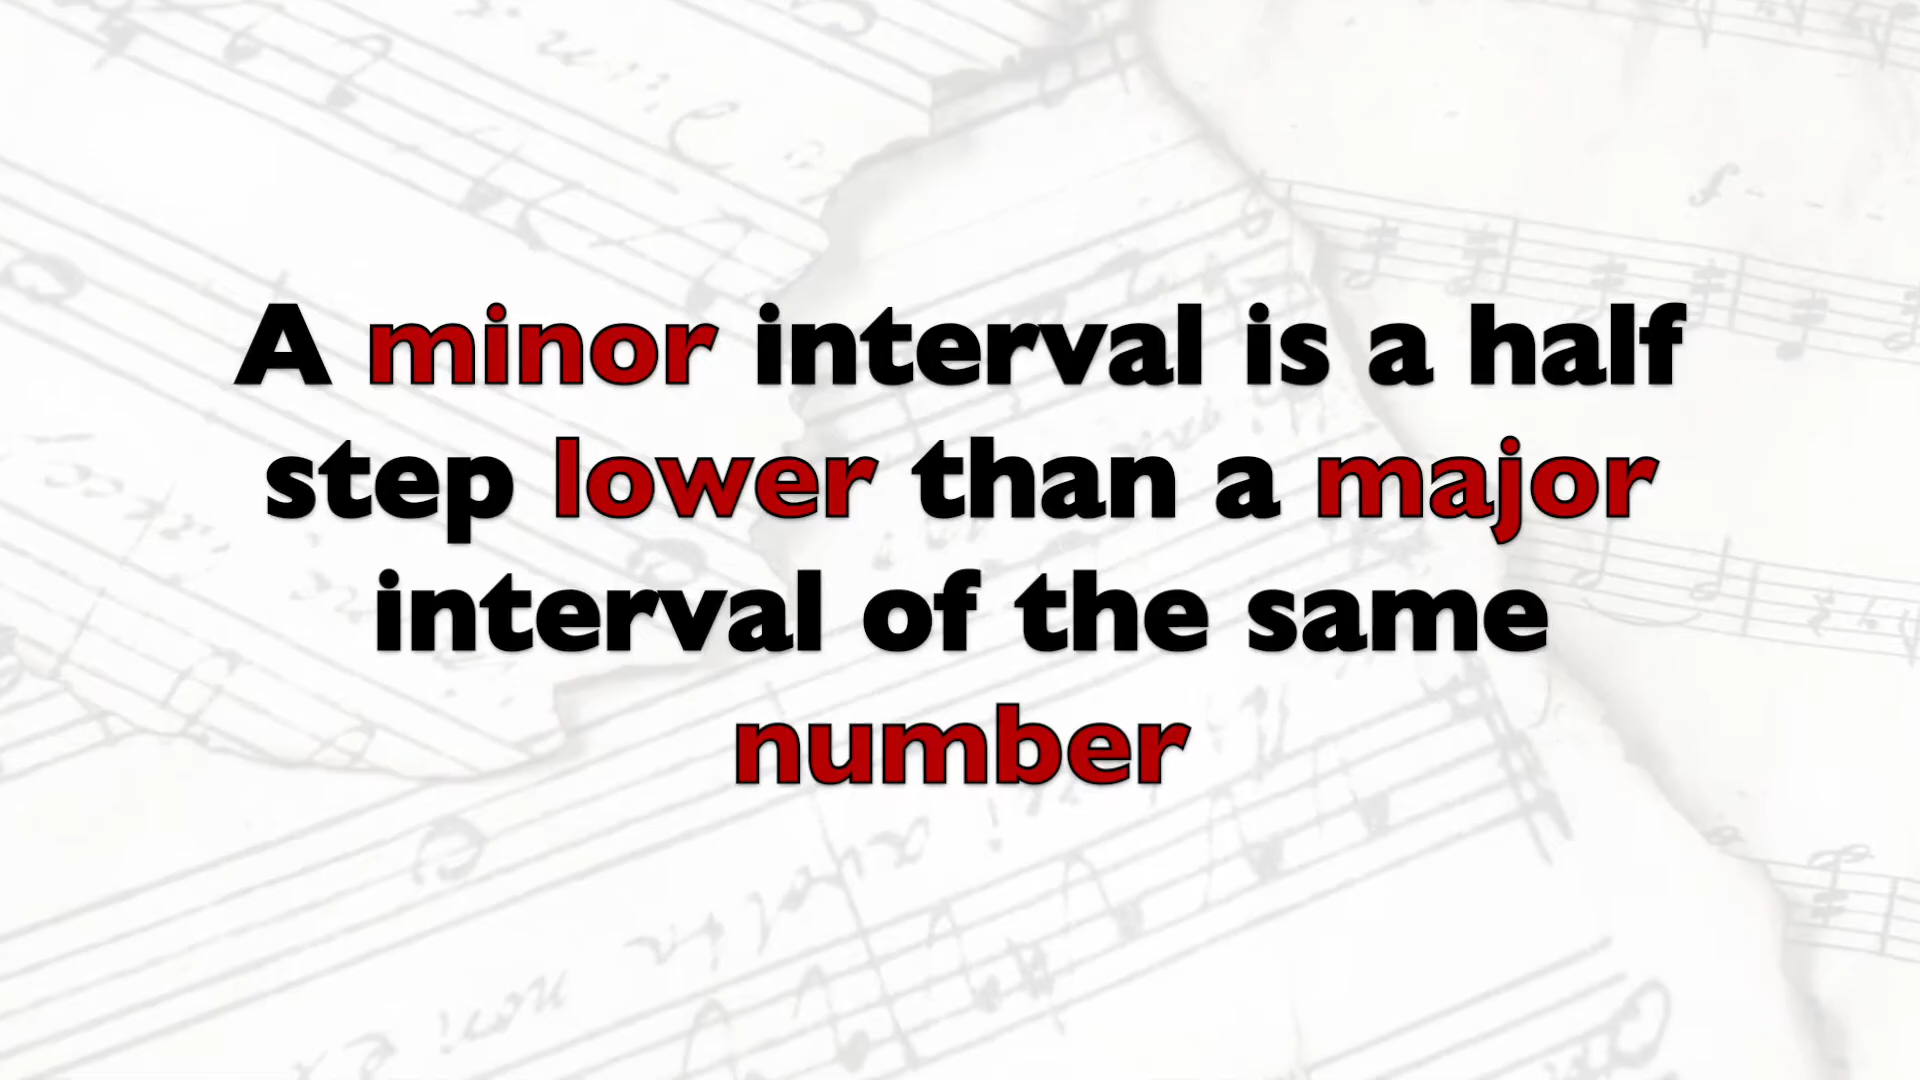 A minor interval is a half
step lower than a major
interval of the same
number